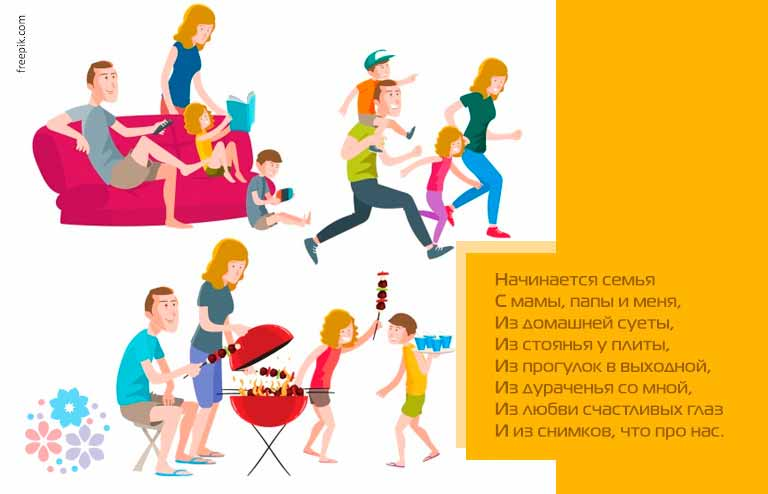 freepik.com
Начинается семья
С мамы, папы и меня,
Из домашней суеты,
Из стоянья у плиты,
Из прогулок в выходной,
Из дураченья со мной,
Из любви счастливых глаз
И из снимков, что про нас.